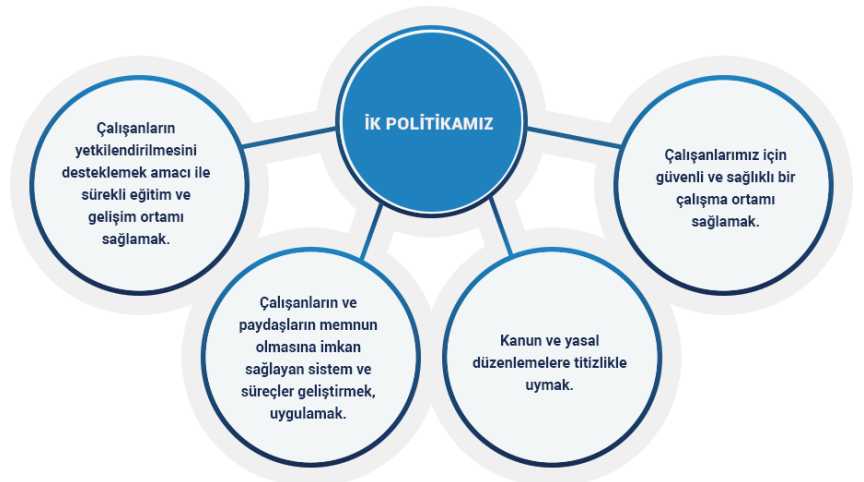 İK POLİTİKAMIZ
Çalışanların
yetkilendirilmesini
desteklemek amacı ile
sürekli eğitim ve
gelişim ortamı
sağlamak.
Çalışanların ve
paydaşların memnun
olmasına imkan
sağlayan sistem ve
süreçler geliştirmek,
uygulamak.
Kanun ve yasal
düzenlemelere titizlikle
uymak.
Çalışanlarımız için
güvenli ve sağlıklı bir
çalışma ortamı
sağlamak.